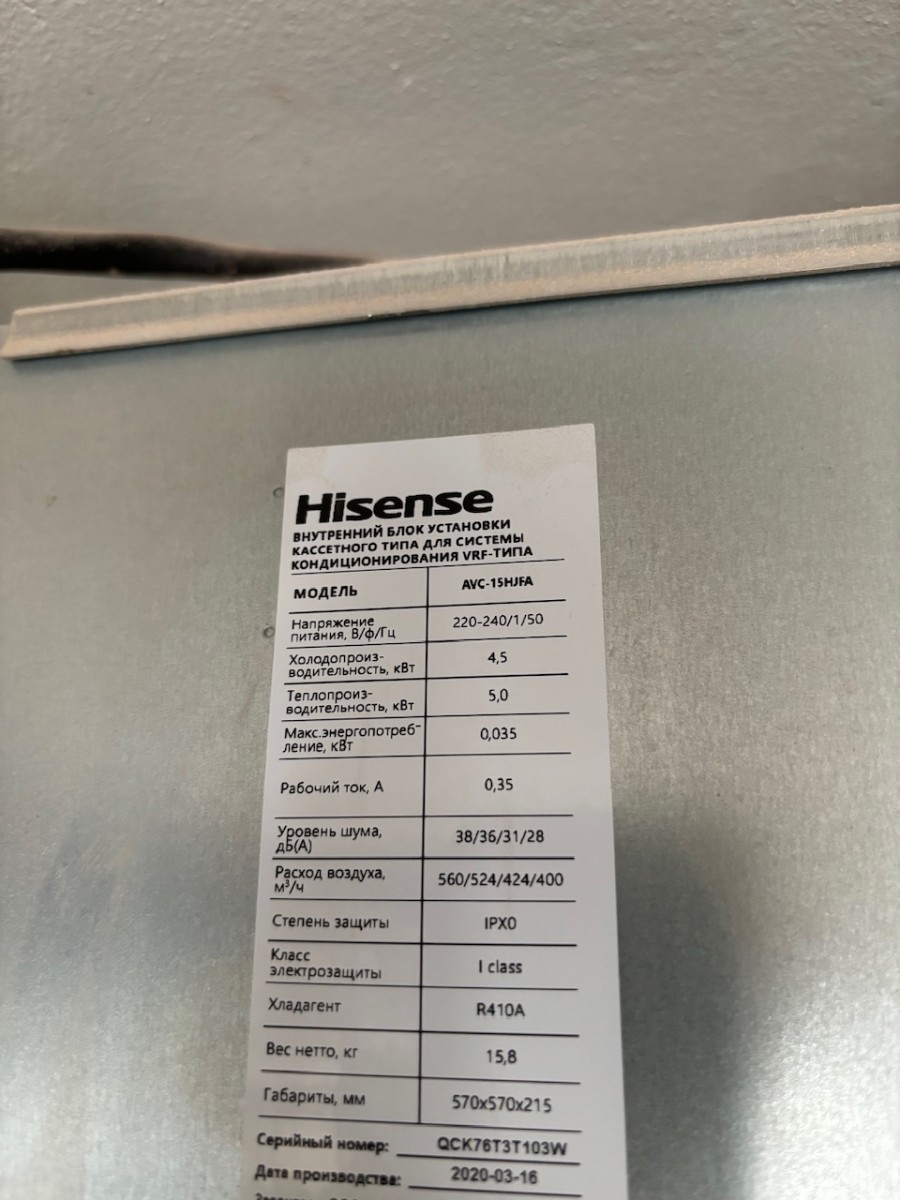 Hisense
ВНУТРЕННИЙ БЛОК УСТАНОВКИ
КАССЕТНОГО ТИПА ДЛЯ СИСТЕМЫ
КОНДИЦИОНИРОВАНИЯ VRF-ТИПА
МОДЕЛЬ AVC-15HJFA
Напряжение
питания, В/ф/Гц 220-240/1/50
Холодопроиз-
водительность, кВт 4,5
Теплопроиз-
водительность, кВт 5,0
Макс.энергопотреб-
ление, кВт 0,035
Рабочий ток, А 0,35
Уровень шума,
дБ(А) 38/36/31/28
Расход воздуха,
м³/ч 560/524/424/400
Степень защиты IPX0
Класс
электрозащиты I class
Хладагент R410A
Вес нетто, кг 15,8
Габариты, мм 570x570x215
Серийный номер: QCK76T3T103W
Дата производства: 2020-03-16